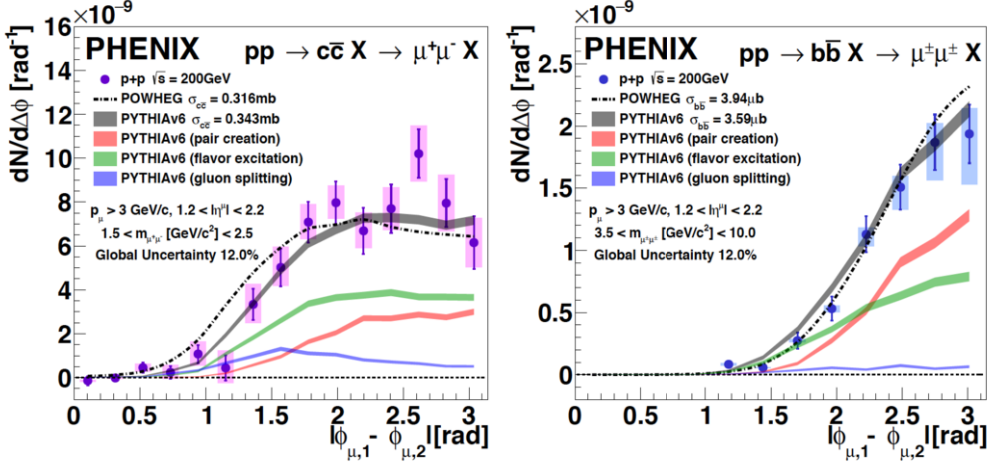 ×10⁻⁹
16
14
12
10
8
6
4
2
0
dN/dΔϕ [rad⁻¹]
PHENIX pp → cc̅ X → μ⁺μ⁻ X
p+p √s = 200GeV
POWHEG σcc̅ = 0.316mb
PYTHIAv6 σcc̅ = 0.343mb
PYTHIAv6 (pair creation)
PYTHIAv6 (flavor excitation)
PYTHIAv6 (gluon splitting)
pμ > 3 GeV/c, 1.2 < |ημ| < 2.2
1.5 < mμ⁺μ⁻ [GeV/c²] < 2.5
Global Uncertainty 12.0%
0 0.5 1 1.5 2 2.5 3
|ϕμ,1 - ϕμ,2| [rad]
×10⁻⁹
2.5
2
1.5
1
0.5
0
dN/dΔϕ [rad⁻¹]
PHENIX pp → bb̅ X → μ±μ± X
p+p √s = 200GeV
POWHEG σbb̅ = 3.94μb
PYTHIAv6 σbb̅ = 3.59μb
PYTHIAv6 (pair creation)
PYTHIAv6 (flavor excitation)
PYTHIAv6 (gluon splitting)
pμ > 3 GeV/c, 1.2 < |ημ| < 2.2
3.5 < mμ±μ± [GeV/c²] < 10.0
Global Uncertainty 12.0%
0 0.5 1 1.5 2 2.5 3
|ϕμ,1 - ϕμ,2| [rad]